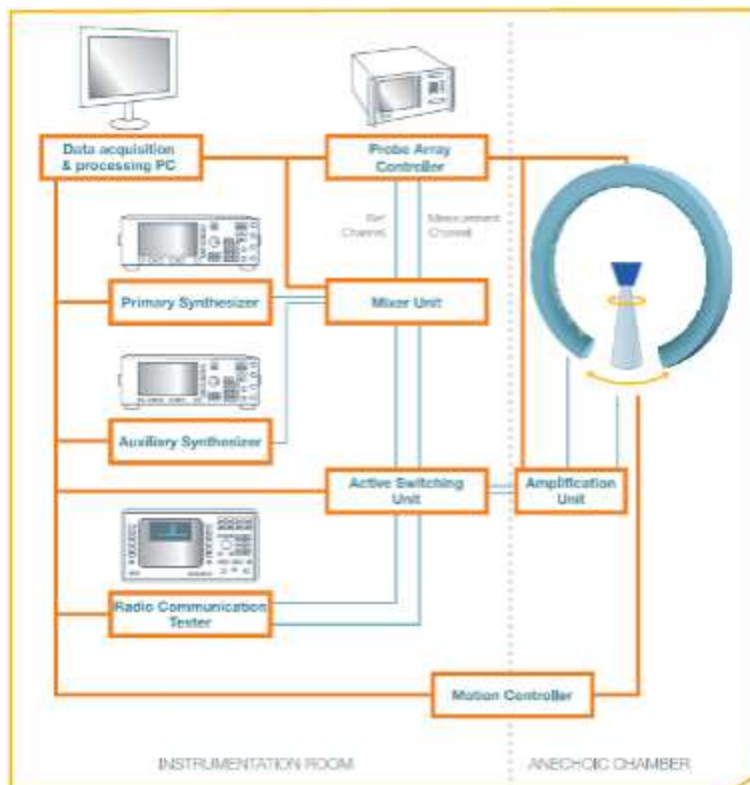 Data acquisition
& processing PC
Probe Array
Controller
Ref
Channel
Measurement
Channel
Primary Synthesizer
Mixer Unit
Auxiliary Synthesizer
Active Switching
Unit
Amplification
Unit
Radio Communication
Tester
Motion Controller
INSTRUMENTATION ROOM
ANECHOIC CHAMBER